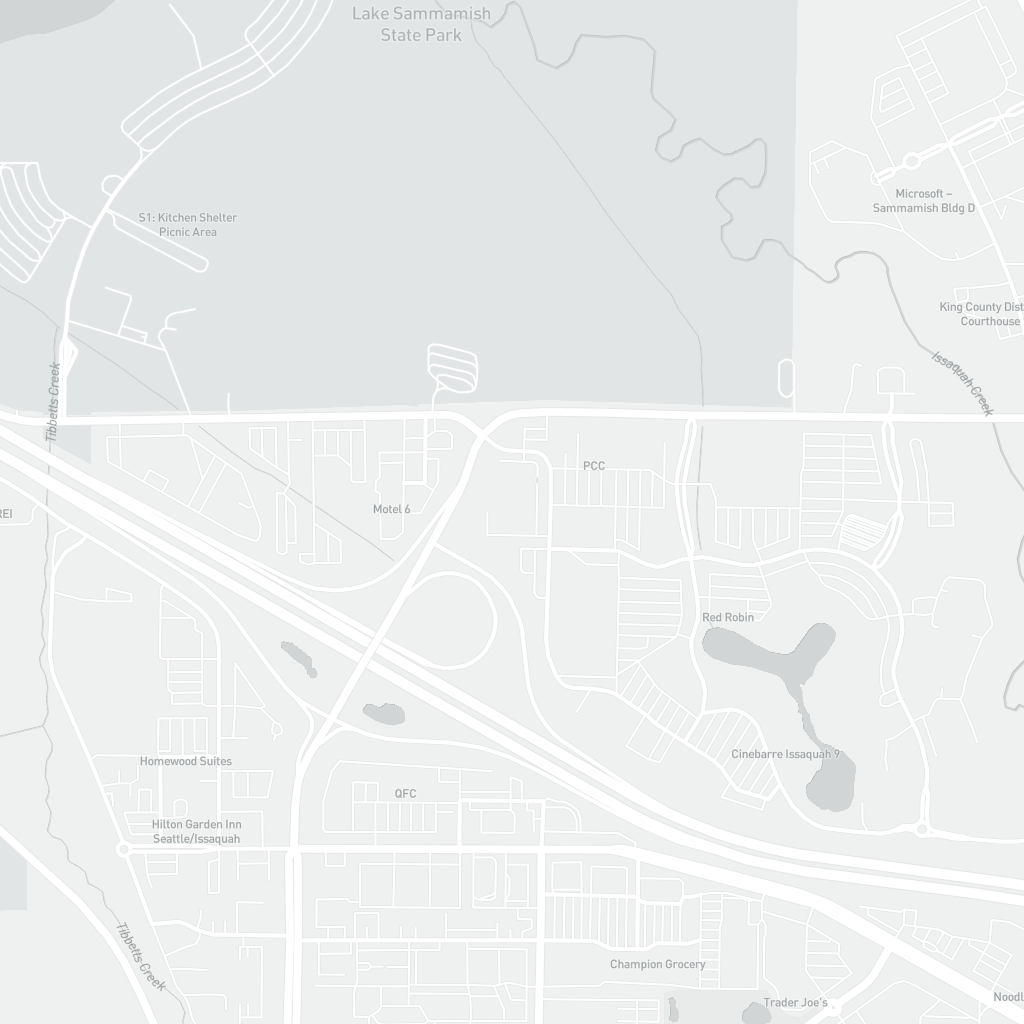 Lake Sammamish
State Park
Microsoft –
Sammamish Bldg D
S1: Kitchen Shelter
Picnic Area
King County Dist
Courthouse
Issaquah Creek
Tibbetts Creek
PCC
Motel 6
REI
Red Robin
Cinebarre Issaquah 9
Homewood Suites
QFC
Hilton Garden Inn
Seattle/Issaquah
Tibbetts Creek
Champion Grocery
Trader Joe's
Noodl